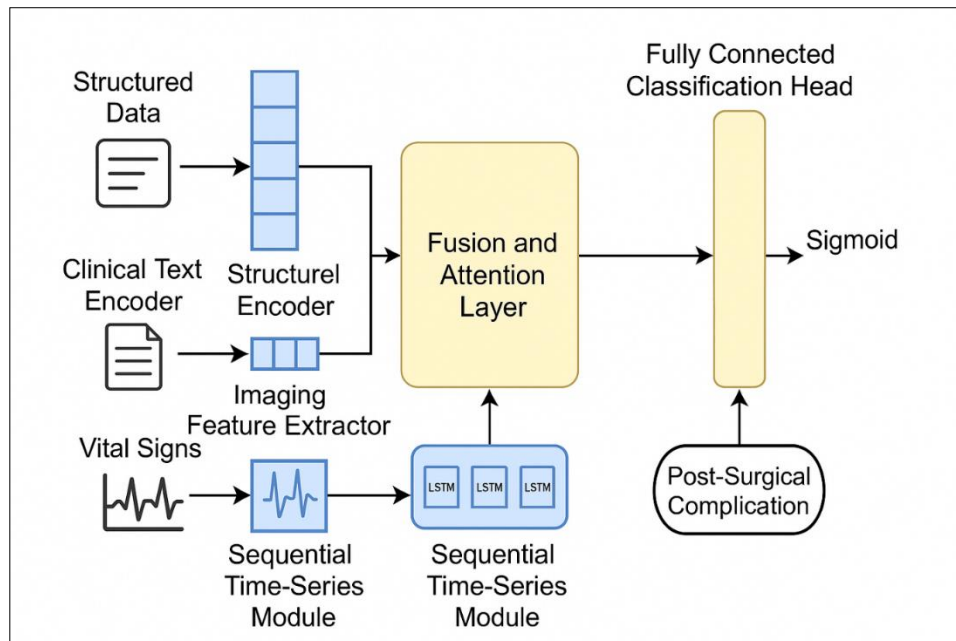 Structured
Data
Structurel
Encoder
Clinical Text
Encoder
Imaging
Feature Extractor
Vital Signs
Sequential
Time-Series
Module
LSTM
LSTM
LSTM
Sequential
Time-Series
Module
Fusion and
Attention
Layer
Fully Connected
Classification Head
Sigmoid
Post-Surgical
Complication